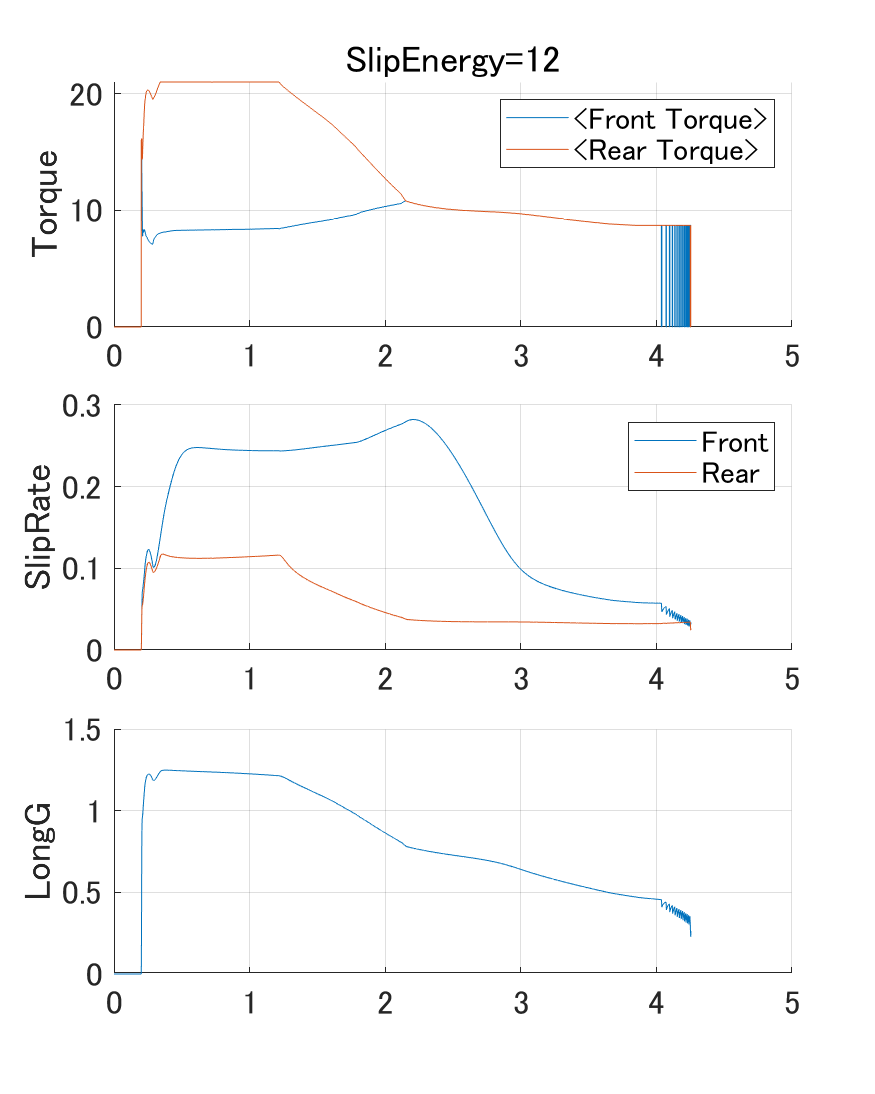 SlipEnergy=12
Torque
20
10
0
<Front Torque>
<Rear Torque>
0 1 2 3 4 5
SlipRate
0.3
0.2
0.1
0
Front
Rear
0 1 2 3 4 5
LongG
1.5
1
0.5
0
0 1 2 3 4 5